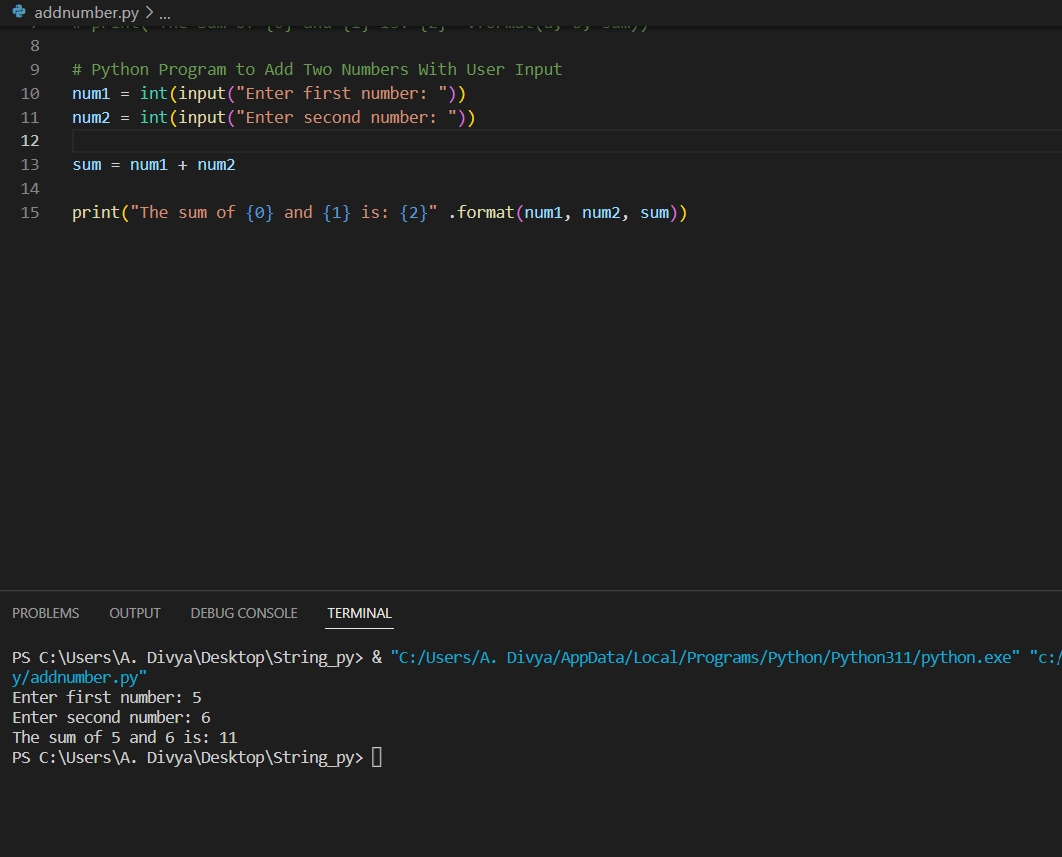 addnumber.py > ...
8
9 # Python Program to Add Two Numbers With User Input
10 num1 = int(input("Enter first number: "))
11 num2 = int(input("Enter second number: "))
12
13 sum = num1 + num2
14
15 print("The sum of {0} and {1} is: {2}" .format(num1, num2, sum))
PROBLEMS OUTPUT DEBUG CONSOLE TERMINAL
PS C:\Users\A. Divya\Desktop\String_py> & "C:/Users/A. Divya/AppData/Local/Programs/Python/Python311/python.exe" "c:/
y/addnumber.py"
Enter first number: 5
Enter second number: 6
The sum of 5 and 6 is: 11
PS C:\Users\A. Divya\Desktop\String_py>